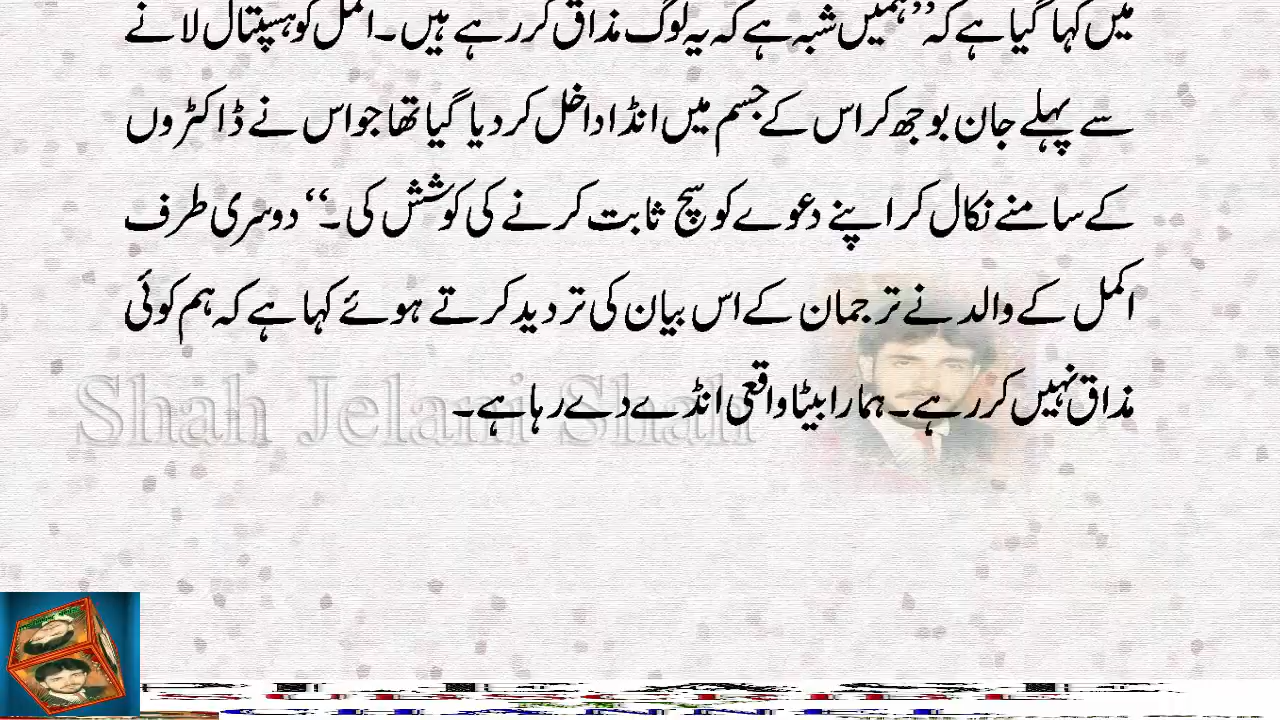 میں کہا گیا ہے کہ ’’ہمیں شبہ ہے کہ یہ لوگ مذاق کر رہے ہیں۔ اکمل کو ہسپتال لانے
سے پہلے جان بوجھ کر اس کے جسم میں انڈا داخل کر دیا گیا تھا جو اس نے ڈاکٹروں
کے سامنے نکال کر اپنے دعوے کو سچ ثابت کرنے کی کوشش کی۔‘‘ دوسری طرف
اکمل کے والد نے ترجمان کے اس بیان کی تردید کرتے ہوئے کہا ہے کہ ہم کوئی
مذاق نہیں کر رہے۔ ہمارا بیٹا واقعی انڈے دے رہا ہے۔
Shah Jelani Shah